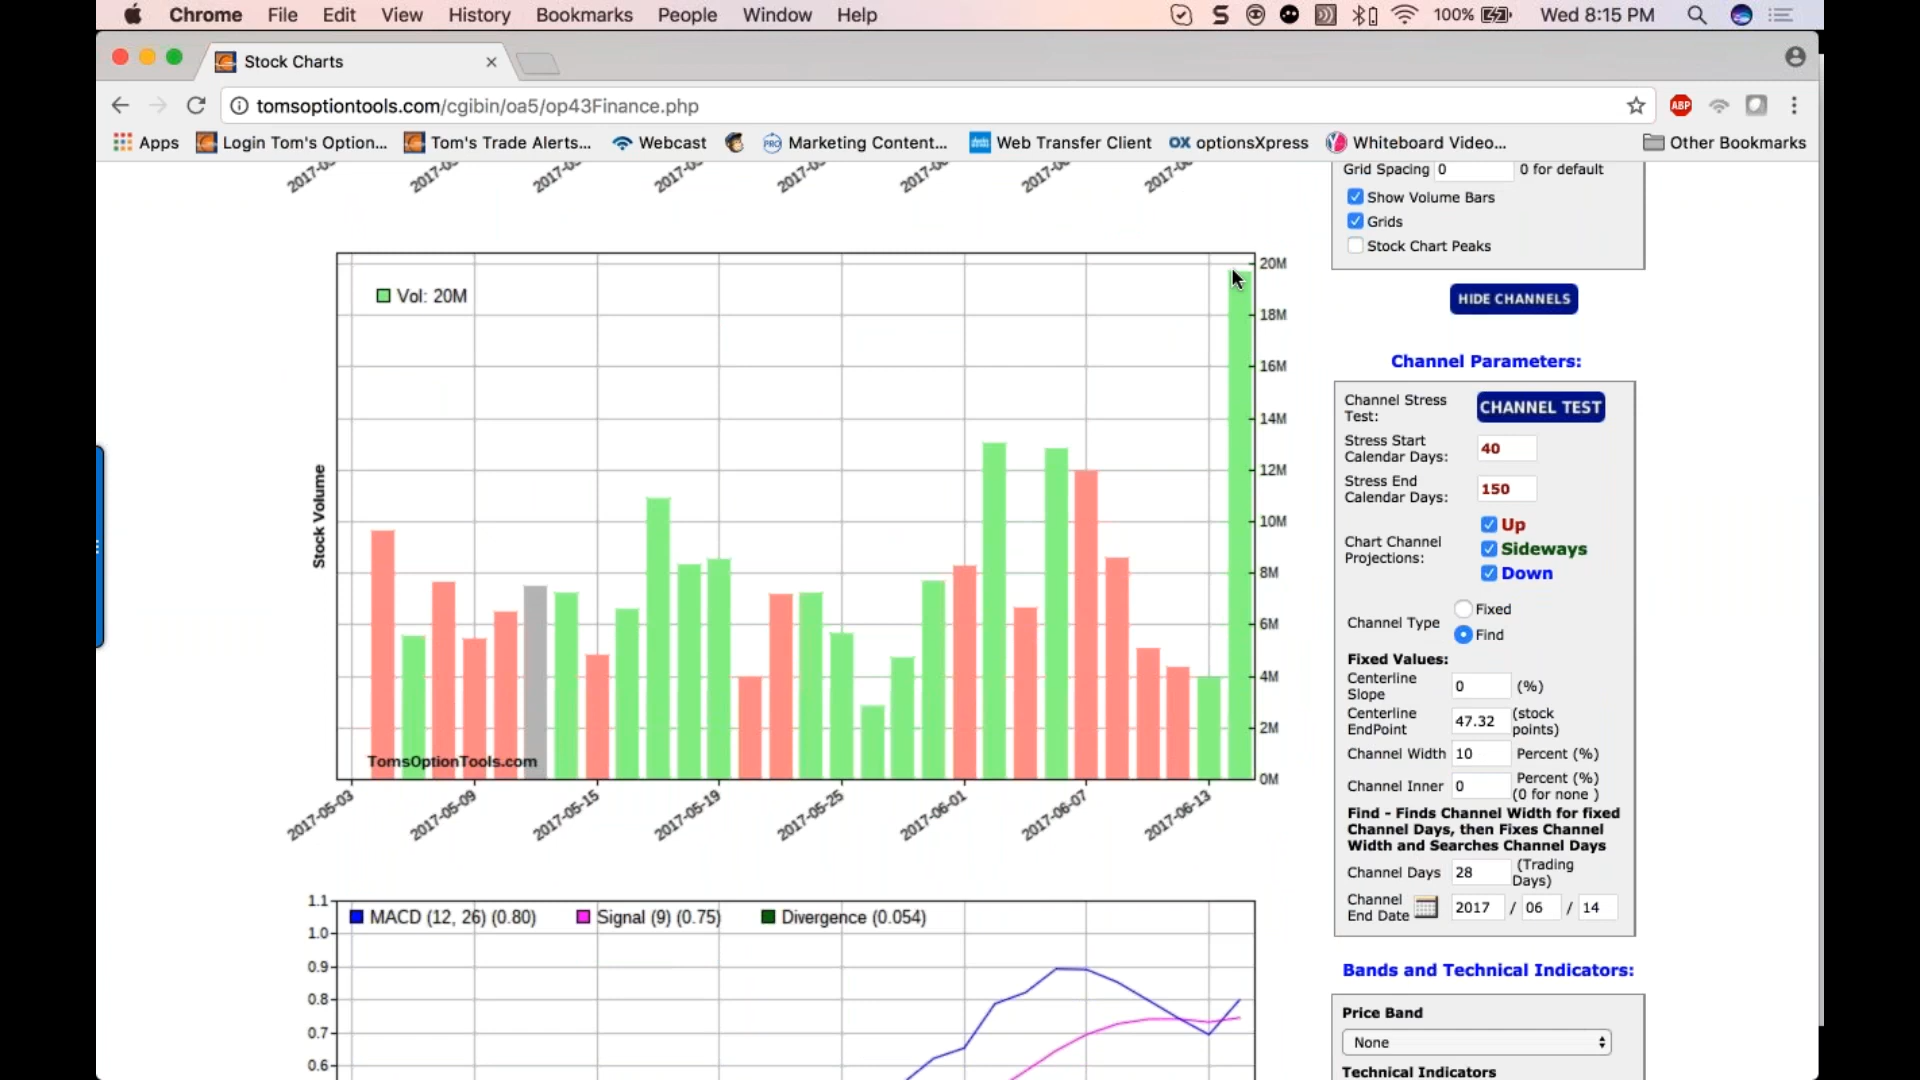 Chrome File Edit View History Bookmarks People Window Help 100% Wed 8:15 PM
Stock Charts
tomsoptiontools.com/cgibin/oa5/op43Finance.php ABP
Apps Login Tom's Option... Tom's Trade Alerts... Webcast PRO Marketing Content... Web Transfer Client OX optionsXpress Whiteboard Video... Other Bookmarks
Grid Spacing 0 0 for default
Show Volume Bars
Grids
Stock Chart Peaks
HIDE CHANNELS
Vol: 20M
20M
18M
16M
14M
12M
10M
8M
6M
4M
2M
0M
Stock Volume
TomsOptionTools.com
2017-05-03 2017-05-09 2017-05-15 2017-05-19 2017-05-25 2017-06-01 2017-06-07 2017-06-13
Channel Parameters:
Channel Stress
Test:
CHANNEL TEST
Stress Start
Calendar Days:
40
Stress End
Calendar Days:
150
Chart Channel
Projections:
Up
Sideways
Down
Channel Type
Fixed
Find
Fixed Values:
Centerline
Slope
0 (%)
Centerline
EndPoint
47.32 (stock
points)
Channel Width 10 Percent (%)
Channel Inner 0 Percent (%)
(0 for none )
Find - Finds Channel Width for fixed
Channel Days, then Fixes Channel
Width and Searches Channel Days
Channel Days 28 (Trading
Days)
Channel
End Date
2017 / 06 / 14
MACD (12, 26) (0.80) Signal (9) (0.75) Divergence (0.054)
1.1
1.0
0.9
0.8
0.7
0.6
Bands and Technical Indicators:
Price Band
None
Technical Indicators